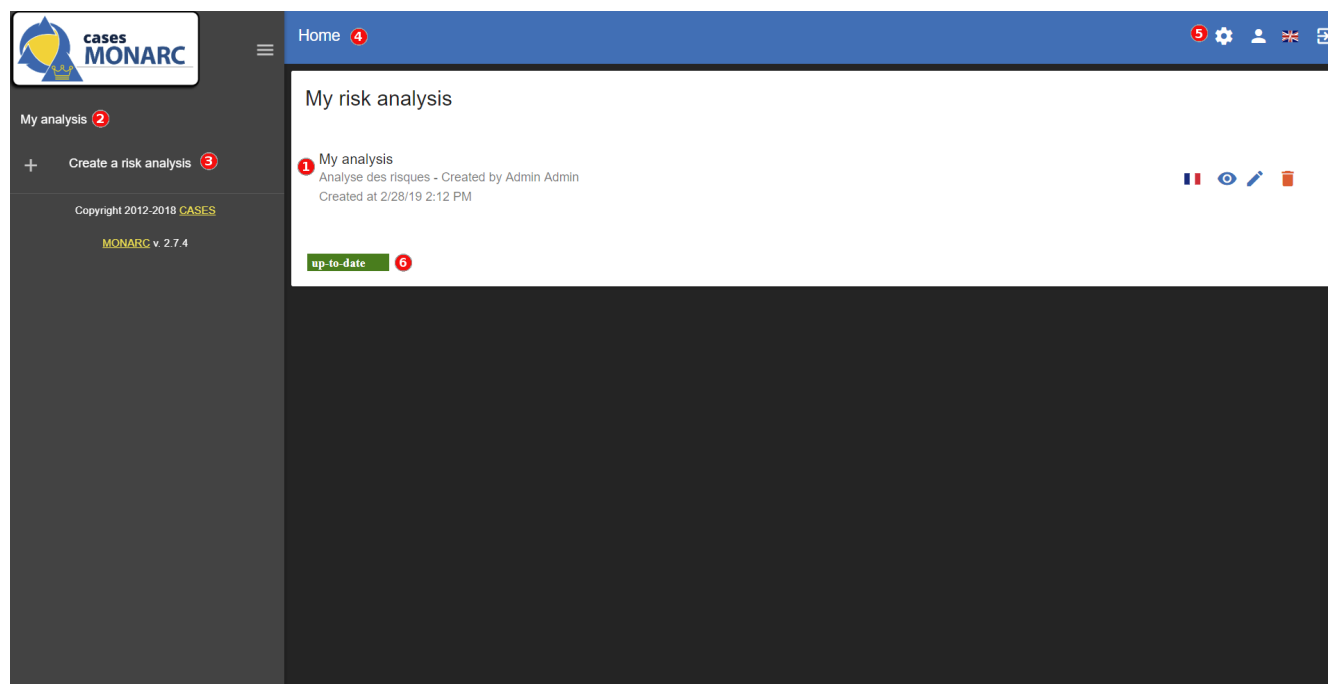 cases
MONARC
Home 4
5
My risk analysis
My analysis 2
Create a risk analysis 3
Copyright 2012-2018 CASES
MONARC v. 2.7.4
1 My analysis
Analyse des risques - Created by Admin Admin
Created at 2/28/19 2:12 PM
up-to-date 6